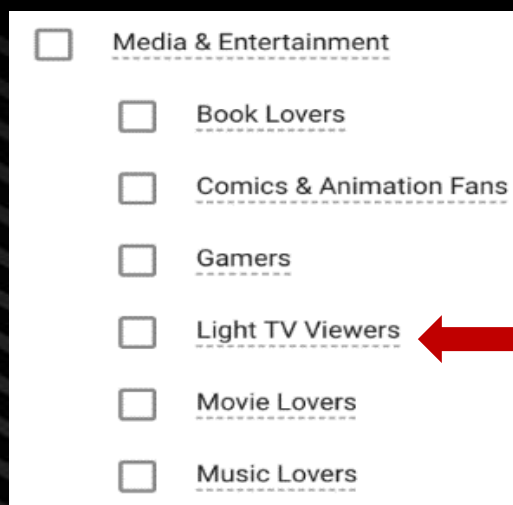 Media & Entertainment
Book Lovers
Comics & Animation Fans
Gamers
Light TV Viewers
Movie Lovers
Music Lovers